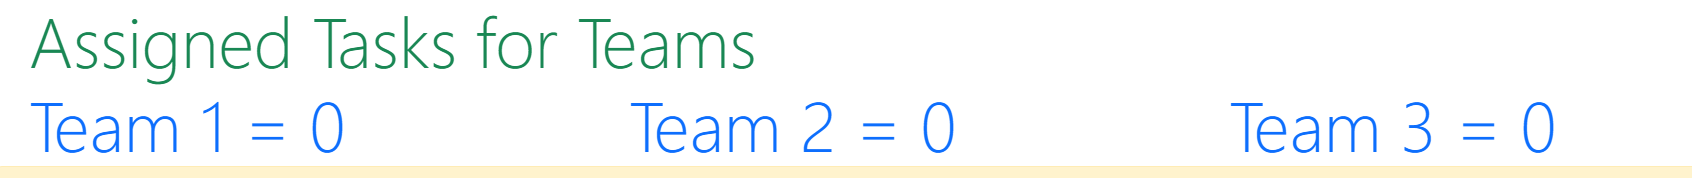 Assigned Tasks for Teams
Team 1 = 0 Team 2 = 0 Team 3 = 0